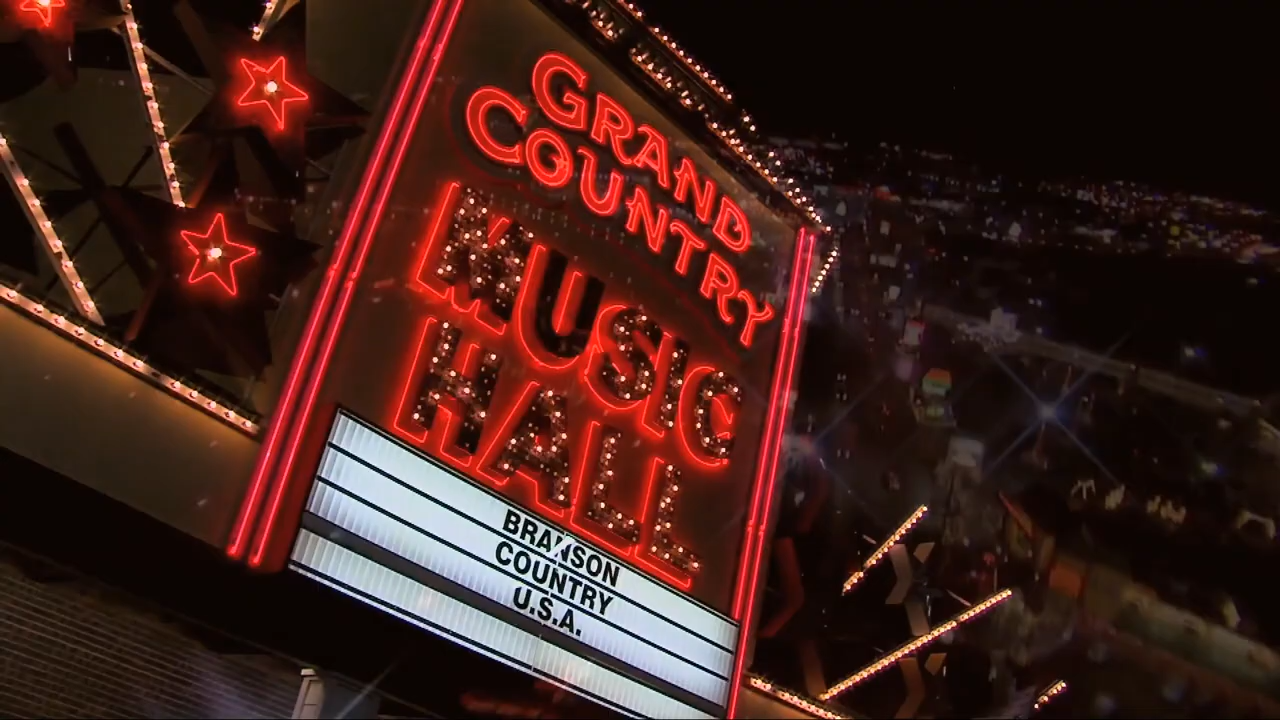 GRAND
COUNTRY
MUSIC
HALL
BRANSON
COUNTRY
U.S.A.